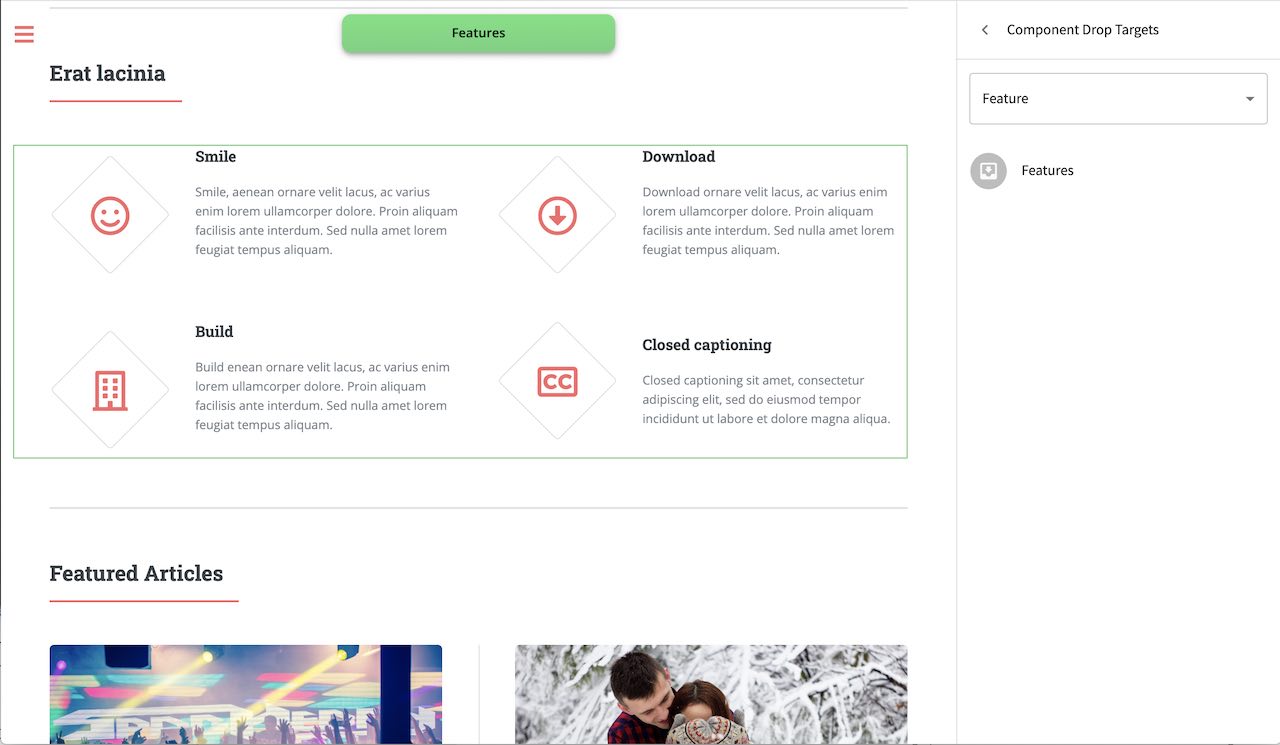 Features
Erat lacinia
Smile
Smile, aenean ornare velit lacus, ac varius
enim lorem ullamcorper dolore. Proin aliquam
facilisis ante interdum. Sed nulla amet lorem
feugiat tempus aliquam.
Download
Download ornare velit lacus, ac varius enim
lorem ullamcorper dolore. Proin aliquam
facilisis ante interdum. Sed nulla amet lorem
feugiat tempus aliquam.
Build
Build enean ornare velit lacus, ac varius enim
lorem ullamcorper dolore. Proin aliquam
facilisis ante interdum. Sed nulla amet lorem
feugiat tempus aliquam.
CC
Closed captioning
Closed captioning sit amet, consectetur
adipiscing elit, sed do eiusmod tempor
incididunt ut labore et dolore magna aliqua.
Featured Articles
Component Drop Targets
Feature
Features